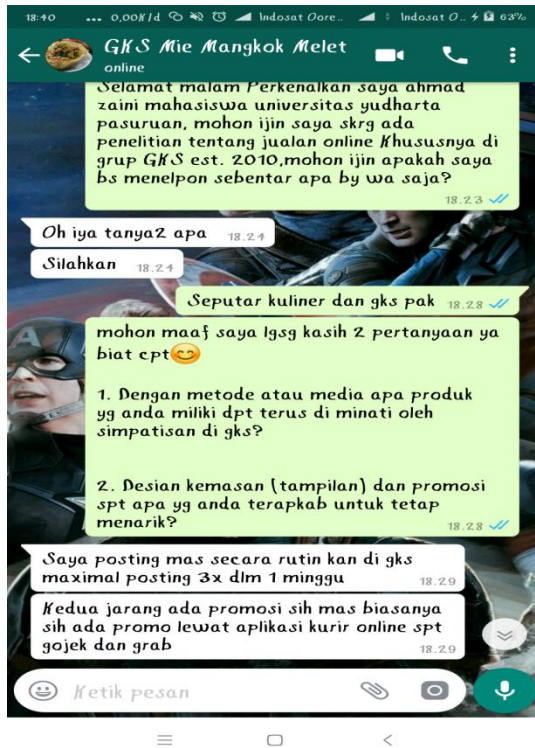 18:40 ... 0,00K/d Indosat Oore.. Indosat O.. 63%
GKS Mie Mangkok Melet
online
Selamat malam Perkenalkan saya ahmad
zaini mahasiswa universitas yudharta
pasuruan, mohon ijin saya skrg ada
penelitian tentang jualan online Khususnya di
grup GKS est. 2010,mohon ijin apakah saya
bs menelpon sebentar apa by wa saja?
18.23
Oh iya tanya2 apa 18.24
Silahkan 18.24
Seputar kuliner dan gks pak 18.28
mohon maaf saya lgsg kasih 2 pertanyaan ya
biat cpt😊
1. Dengan metode atau media apa produk
yg anda miliki dpt terus di minati oleh
simpatisan di gks?
2. Desian kemasan (tampilan) dan promosi
spt apa yg anda terapkab untuk tetap
menarik? 18.28
Saya posting mas secara rutin kan di gks
maximal posting 3x dlm 1 minggu 18.29
Kedua jarang ada promosi sih mas biasanya
sih ada promo lewat aplikasi kurir online spt
gojek dan grab 18.29
Ketik pesan